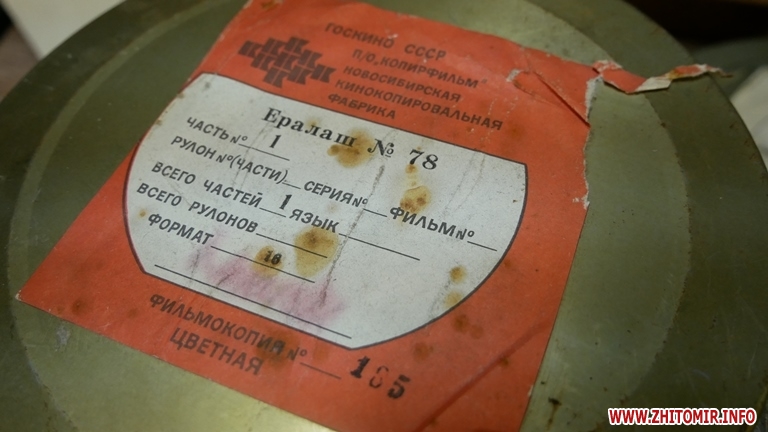 ГОСКИНО СССР
П/О „КОПИРФИЛЬМ"
НОВОСИБИРСКАЯ
КИНОКОПИРОВАЛЬНАЯ
ФАБРИКА
Ералаш № 78
ЧАСТЬ № 1
РУЛОН №(ЧАСТИ) СЕРИЯ № ФИЛЬМ №
ВСЕГО ЧАСТЕЙ 1 ЯЗЫК
ВСЕГО РУЛОНОВ
ФОРМАТ 16
ФИЛЬМОКОПИЯ № 185
ЦВЕТНАЯ
WWW.ZHITOMIR.INFO